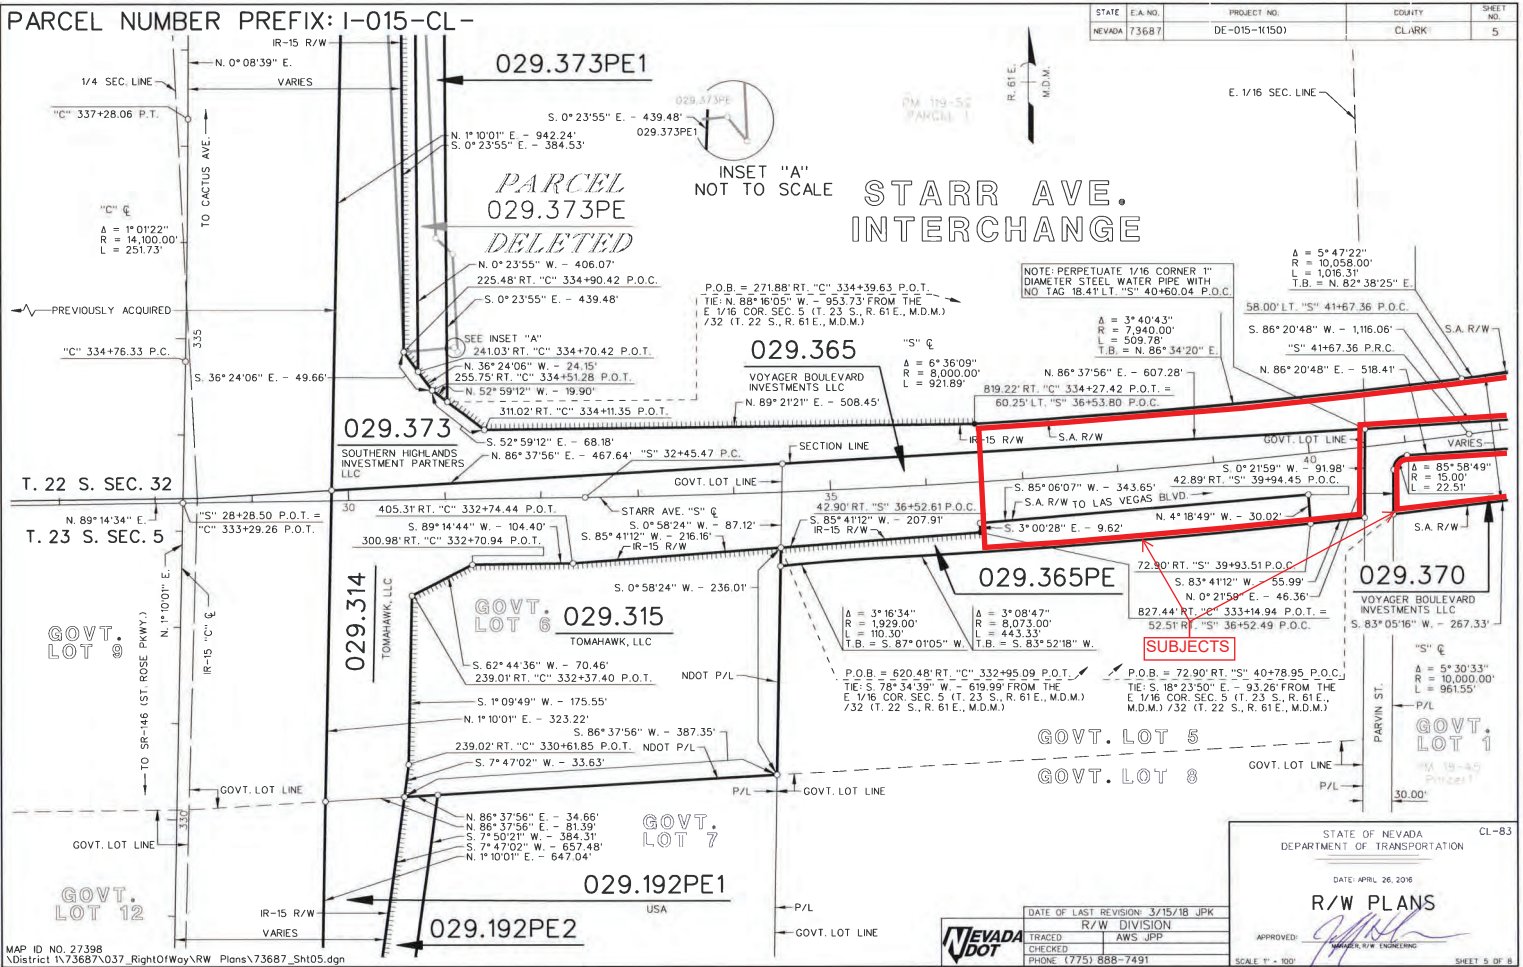 PARCEL NUMBER PREFIX: I-015-CL-
STATE
E.A. NO.
PROJECT NO.
COUNTY
SHEET NO.
NEVADA
73687
DE-015-1(150)
CLARK
5
IR-15 R/W
N. 0°08'39" E.
1/4 SEC. LINE
VARIES
"C" 337+28.06 P.T.
TO CACTUS AVE.
"C" ℄
Δ = 1°01'22"
R = 14,100.00'
L = 251.73'
PREVIOUSLY ACQUIRED
335
"C" 334+76.33 P.C.
S. 36°24'06" E. - 49.66'
029.373PE1
N. 1°10'01" E. - 942.24'
S. 0°23'55" E. - 384.53'
PARCEL
029.373PE
DELETED
N. 0°23'55" W. - 406.07'
225.48' RT. "C" 334+90.42 P.O.C.
S. 0°23'55" E. - 439.48'
SEE INSET "A"
241.03' RT. "C" 334+70.42 P.O.T.
N. 36°24'06" W. - 24.15'
255.75' RT. "C" 334+51.28 P.O.T.
N. 52°59'12" W. - 19.90'
311.02' RT. "C" 334+11.35 P.O.T.
029.373PE
S. 0°23'55" E. - 439.48'
029.373PE1
INSET "A"
NOT TO SCALE
PM 119-52
PARCEL 1
R. 61 E.
M.D.M.
E. 1/16 SEC. LINE
STARR AVE.
INTERCHANGE
P.O.B. = 271.88' RT. "C" 334+39.63 P.O.T.
TIE: N. 88°16'05" W. - 953.73' FROM THE
E 1/16 COR. SEC. 5 (T. 23 S., R. 61 E., M.D.M.)
/32 (T. 22 S., R. 61 E., M.D.M.)
NOTE: PERPETUATE 1/16 CORNER 1"
DIAMETER STEEL WATER PIPE WITH
NO TAG 18.41' LT. "S" 40+60.04 P.O.C.
Δ = 5°47'22"
R = 10,058.00'
L = 1,016.31'
T.B. = N. 82°38'25" E.
58.00' LT. "S" 41+67.36 P.O.C.
S. 86°20'48" W. - 1,116.06'
S.A. R/W
"S" 41+67.36 P.R.C.
N. 86°20'48" E. - 518.41'
Δ = 3°40'43"
R = 7,940.00'
L = 509.78'
T.B. = N. 86°34'20" E.
029.365
VOYAGER BOULEVARD
INVESTMENTS LLC
N. 89°21'21" E. - 508.45'
"S" ℄
Δ = 6°36'09"
R = 8,000.00'
L = 921.89'
N. 86°37'56" E. - 607.28'
819.22' RT. "C" 334+27.42 P.O.T. =
60.25' LT. "S" 36+53.80 P.O.C.
029.373
SOUTHERN HIGHLANDS
INVESTMENT PARTNERS
LLC
S. 52°59'12" E. - 68.18'
N. 86°37'56" E. - 467.64'
"S" 32+45.47 P.C.
SECTION LINE
IR-15 R/W
S.A. R/W
GOVT. LOT LINE
VARIES
40
T. 22 S. SEC. 32
N. 89°14'34" E.
T. 23 S. SEC. 5
"S" 28+28.50 P.O.T. =
"C" 333+29.26 P.O.T.
30
GOVT. LOT LINE
35
STARR AVE. "S" ℄
405.31' RT. "C" 332+74.44 P.O.T.
S. 0°58'24" W. - 87.12'
S. 89°14'44" W. - 104.40'
S. 85°41'12" W. - 216.16'
IR-15 R/W
300.98' RT. "C" 332+70.94 P.O.T.
42.90' RT. "S" 36+52.61 P.O.C.
S. 85°41'12" W. - 207.91'
IR-15 R/W
S. 85°06'07" W. - 343.65'
S.A. R/W TO LAS VEGAS BLVD.
S. 3°00'28" E. - 9.62'
S. 0°21'59" W. - 91.98'
42.89' RT. "S" 39+94.45 P.O.C.
N. 4°18'49" W. - 30.02'
Δ = 85°58'49"
R = 15.00'
L = 22.51'
S.A. R/W
029.365PE
72.90' RT. "S" 39+93.51 P.O.C.
S. 83°41'12" W. - 55.99'
N. 0°21'59" E. - 46.36'
827.44' RT. "C" 333+14.94 P.O.T. =
52.51' RT. "S" 36+52.49 P.O.C.
029.370
VOYAGER BOULEVARD
INVESTMENTS LLC
S. 83°05'16" W. - 267.33'
SUBJECTS
N. 1°10'01" E.
IR-15 "C" ℄
TO SR-146 (ST. ROSE PKWY.)
GOVT.
LOT 9
029.314
TOMAHAWK, LLC
GOVT.
LOT 6
029.315
TOMAHAWK, LLC
S. 0°58'24" W. - 236.01'
Δ = 3°16'34"
R = 1,929.00'
L = 110.30'
T.B. = S. 87°01'05" W.
Δ = 3°08'47"
R = 8,073.00'
L = 443.33'
T.B. = S. 83°52'18" W.
S. 62°44'36" W. - 70.46'
239.01' RT. "C" 332+37.40 P.O.T.
S. 1°09'49" W. - 175.55'
N. 1°10'01" E. - 323.22'
NDOT P/L
P.O.B. = 620.48' RT. "C" 332+95.09 P.O.T.
TIE: S. 78°34'39" W. - 619.99' FROM THE
E 1/16 COR. SEC. 5 (T. 23 S., R. 61 E., M.D.M.)
/32 (T. 22 S., R. 61 E., M.D.M.)
P.O.B. = 72.90' RT. "S" 40+78.95 P.O.C.
TIE: S. 18°23'50" E. - 93.26' FROM THE
E 1/16 COR. SEC. 5 (T. 23 S., R. 61 E.,
M.D.M.) /32 (T. 22 S., R. 61 E., M.D.M.)
"S" ℄
Δ = 5°30'33"
R = 10,000.00'
L = 961.55'
P/L
PARVIN ST.
GOVT.
LOT 1
S. 86°37'56" W. - 387.35'
239.02' RT. "C" 330+61.85 P.O.T.
NDOT P/L
S. 7°47'02" W. - 33.63'
GOVT. LOT 5
GOVT. LOT 8
GOVT. LOT LINE
P/L
30.00'
GOVT. LOT LINE
P/L
GOVT. LOT LINE
330
GOVT. LOT LINE
N. 86°37'56" E. - 34.66'
N. 86°37'56" E. - 81.39'
S. 7°50'21" W. - 384.31'
S. 7°47'02" W. - 657.48'
N. 1°10'01" E. - 647.04'
GOVT.
LOT 7
GOVT.
LOT 12
029.192PE1
USA
IR-15 R/W
VARIES
029.192PE2
P/L
GOVT. LOT LINE
STATE OF NEVADA
CL-83
DEPARTMENT OF TRANSPORTATION
DATE: APRIL 26, 2016
R/W PLANS
APPROVED:
MANAGER, R/W ENGINEERING
SCALE 1" = 100'
SHEET 5 OF 8
NEVADA
DOT
DATE OF LAST REVISION: 3/15/18 JPK
R/W DIVISION
TRACED
AWS JPP
CHECKED
PHONE (775) 888-7491
MAP ID NO. 27398
\District 1\73687\037_RightOfWay\RW Plans\73687_Sht05.dgn